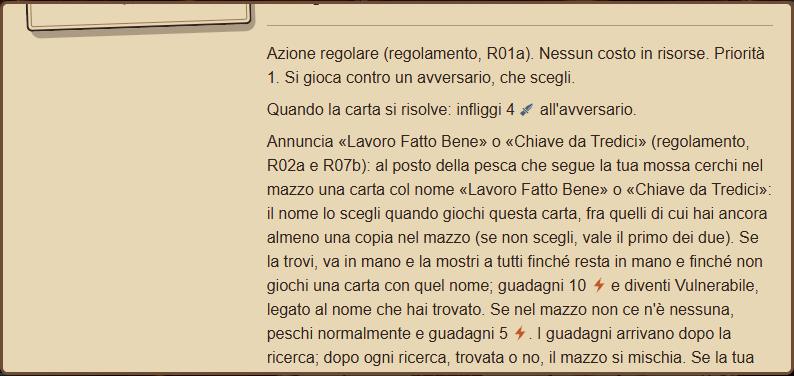 Azione regolare (regolamento, R01a). Nessun costo in risorse. Priorità
1. Si gioca contro un avversario, che scegli.
Quando la carta si risolve: infliggi 4 all'avversario.
Annuncia «Lavoro Fatto Bene» o «Chiave da Tredici» (regolamento,
R02a e R07b): al posto della pesca che segue la tua mossa cerchi nel
mazzo una carta col nome «Lavoro Fatto Bene» o «Chiave da Tredici»:
il nome lo scegli quando giochi questa carta, fra quelli di cui hai ancora
almeno una copia nel mazzo (se non scegli, vale il primo dei due). Se
la trovi, va in mano e la mostri a tutti finché resta in mano e finché non
giochi una carta con quel nome; guadagni 10 e diventi Vulnerabile,
legato al nome che hai trovato. Se nel mazzo non ce n'è nessuna,
peschi normalmente e guadagni 5 . I guadagni arrivano dopo la
ricerca; dopo ogni ricerca, trovata o no, il mazzo si mischia. Se la tua